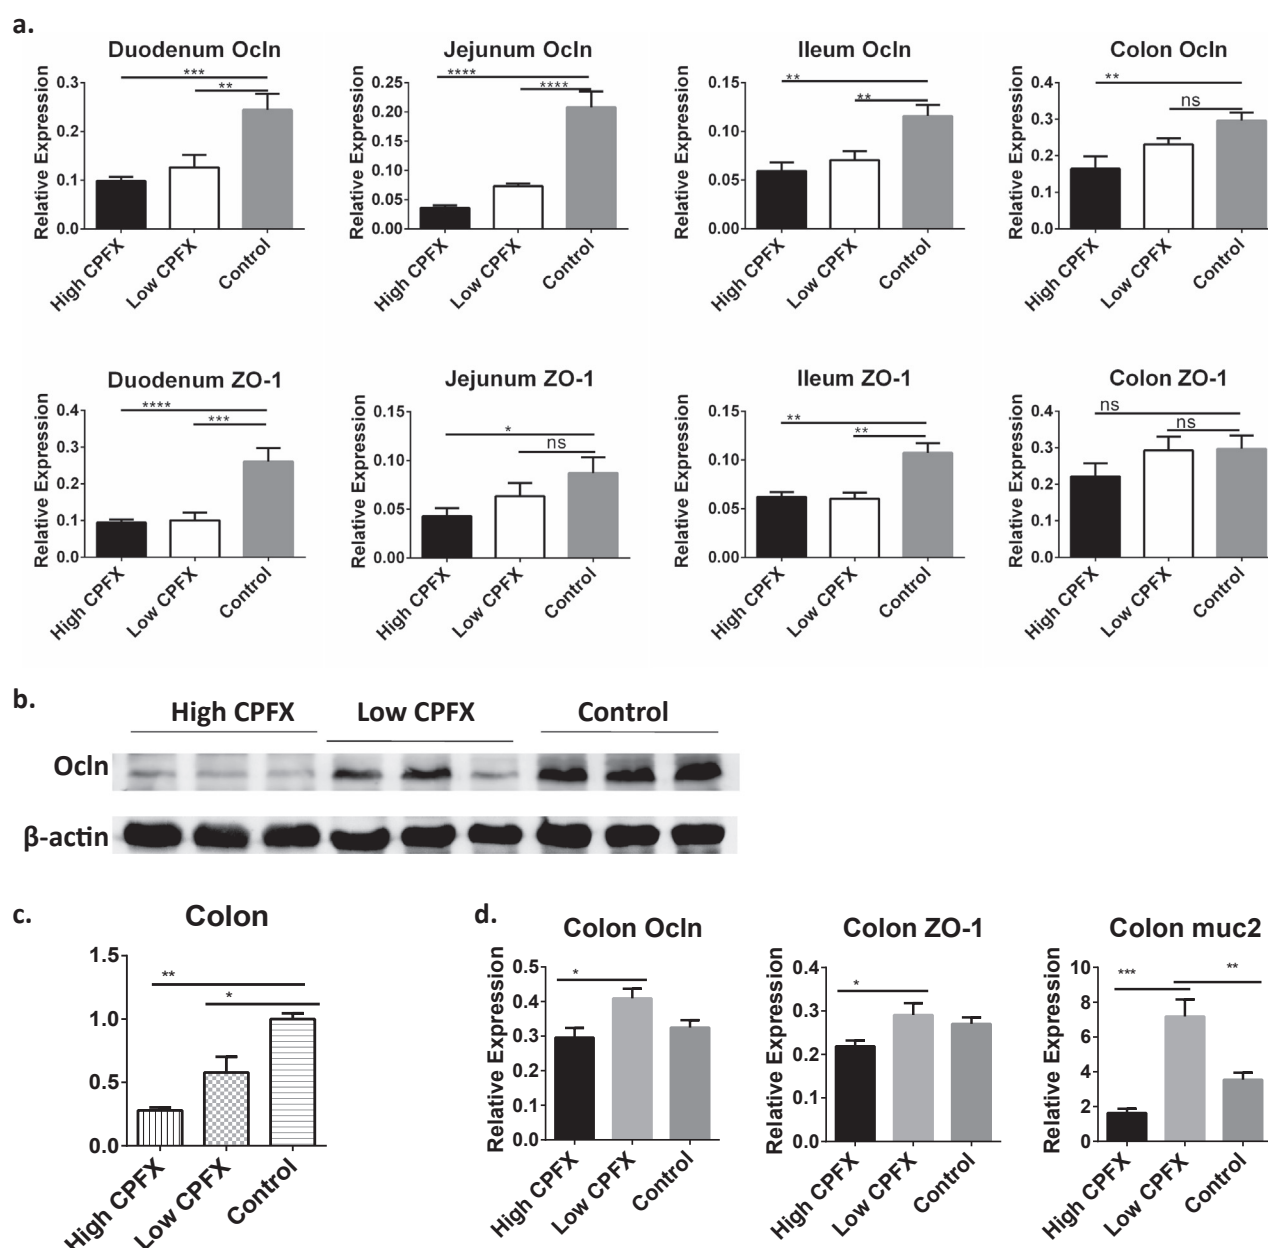 a.
Duodenum Ocln
Relative Expression
0.3
0.2
0.1
0.0
***
**
High CPFX
Low CPFX
Control
Jejunum Ocln
Relative Expression
0.25
0.20
0.15
0.10
0.05
0.00
****
****
High CPFX
Low CPFX
Control
Ileum Ocln
Relative Expression
0.15
0.10
0.05
0.00
**
**
High CPFX
Low CPFX
Control
Colon Ocln
Relative Expression
0.4
0.3
0.2
0.1
0.0
**
ns
High CPFX
Low CPFX
Control
Duodenum ZO-1
Relative Expression
0.4
0.3
0.2
0.1
0.0
****
***
High CPFX
Low CPFX
Control
Jejunum ZO-1
Relative Expression
0.15
0.10
0.05
0.00
*
ns
High CPFX
Low CPFX
Control
Ileum ZO-1
Relative Expression
0.15
0.10
0.05
0.00
**
**
High CPFX
Low CPFX
Control
Colon ZO-1
Relative Expression
0.4
0.3
0.2
0.1
0.0
ns
ns
High CPFX
Low CPFX
Control
b.
High CPFX
Low CPFX
Control
Ocln
β-actin
c.
Colon
1.5
1.0
0.5
0.0
**
*
High CPFX
Low CPFX
Control
d.
Colon Ocln
Relative Expression
0.5
0.4
0.3
0.2
0.1
0.0
*
High CPFX
Low CPFX
Control
Colon ZO-1
Relative Expression
0.4
0.3
0.2
0.1
0.0
*
High CPFX
Low CPFX
Control
Colon muc2
Relative Expression
10
8
6
4
2
0
***
**
High CPFX
Low CPFX
Control